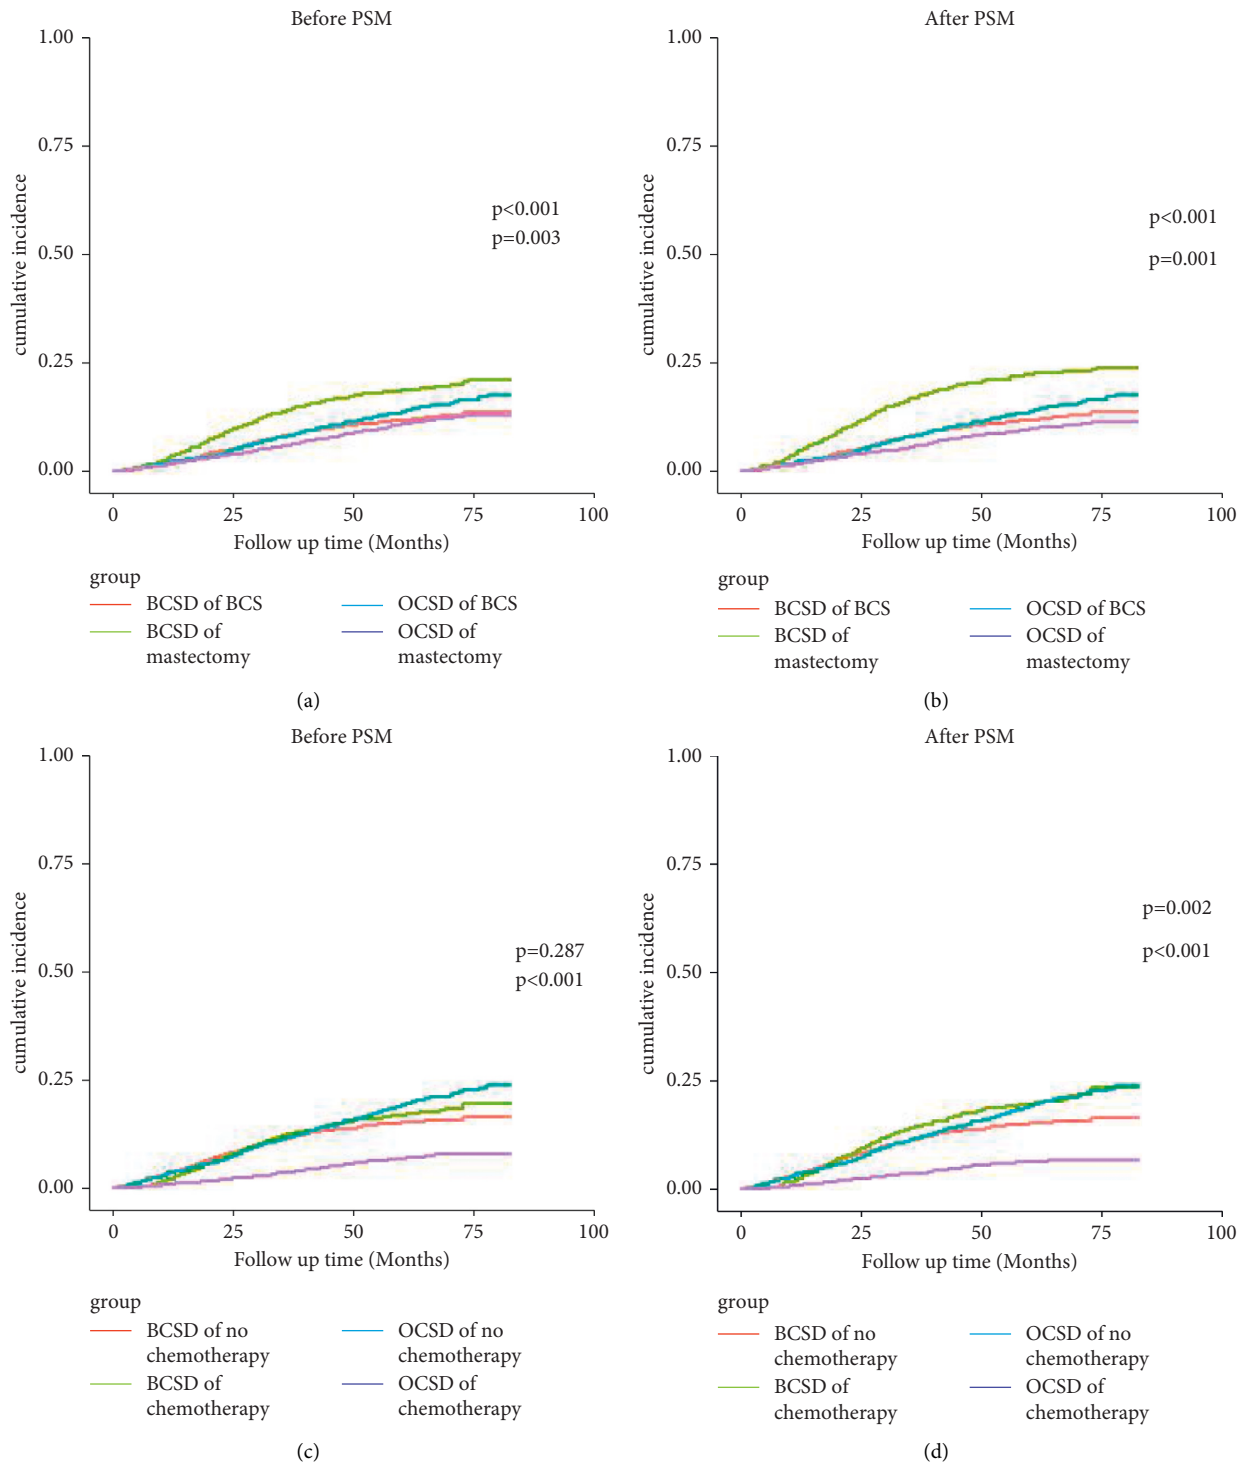 Before PSM
1.00
0.75
0.50
0.25
0.00
cumulative incidence
p<0.001
p=0.003
0 25 50 75 100
Follow up time (Months)
group
BCSD of BCS
BCSD of
mastectomy
OCSD of BCS
OCSD of
mastectomy
(a)
After PSM
1.00
0.75
0.50
0.25
0.00
cumulative incidence
p<0.001
p=0.001
0 25 50 75 100
Follow up time (Months)
group
BCSD of BCS
BCSD of
mastectomy
OCSD of BCS
OCSD of
mastectomy
(b)
Before PSM
1.00
0.75
0.50
0.25
0.00
cumulative incidence
p=0.287
p<0.001
0 25 50 75 100
Follow up time (Months)
group
BCSD of no
chemotherapy
BCSD of
chemotherapy
OCSD of no
chemotherapy
OCSD of
chemotherapy
(c)
After PSM
1.00
0.75
0.50
0.25
0.00
cumulative incidence
p=0.002
p<0.001
0 25 50 75 100
Follow up time (Months)
group
BCSD of no
chemotherapy
BCSD of
chemotherapy
OCSD of no
chemotherapy
OCSD of
chemotherapy
(d)